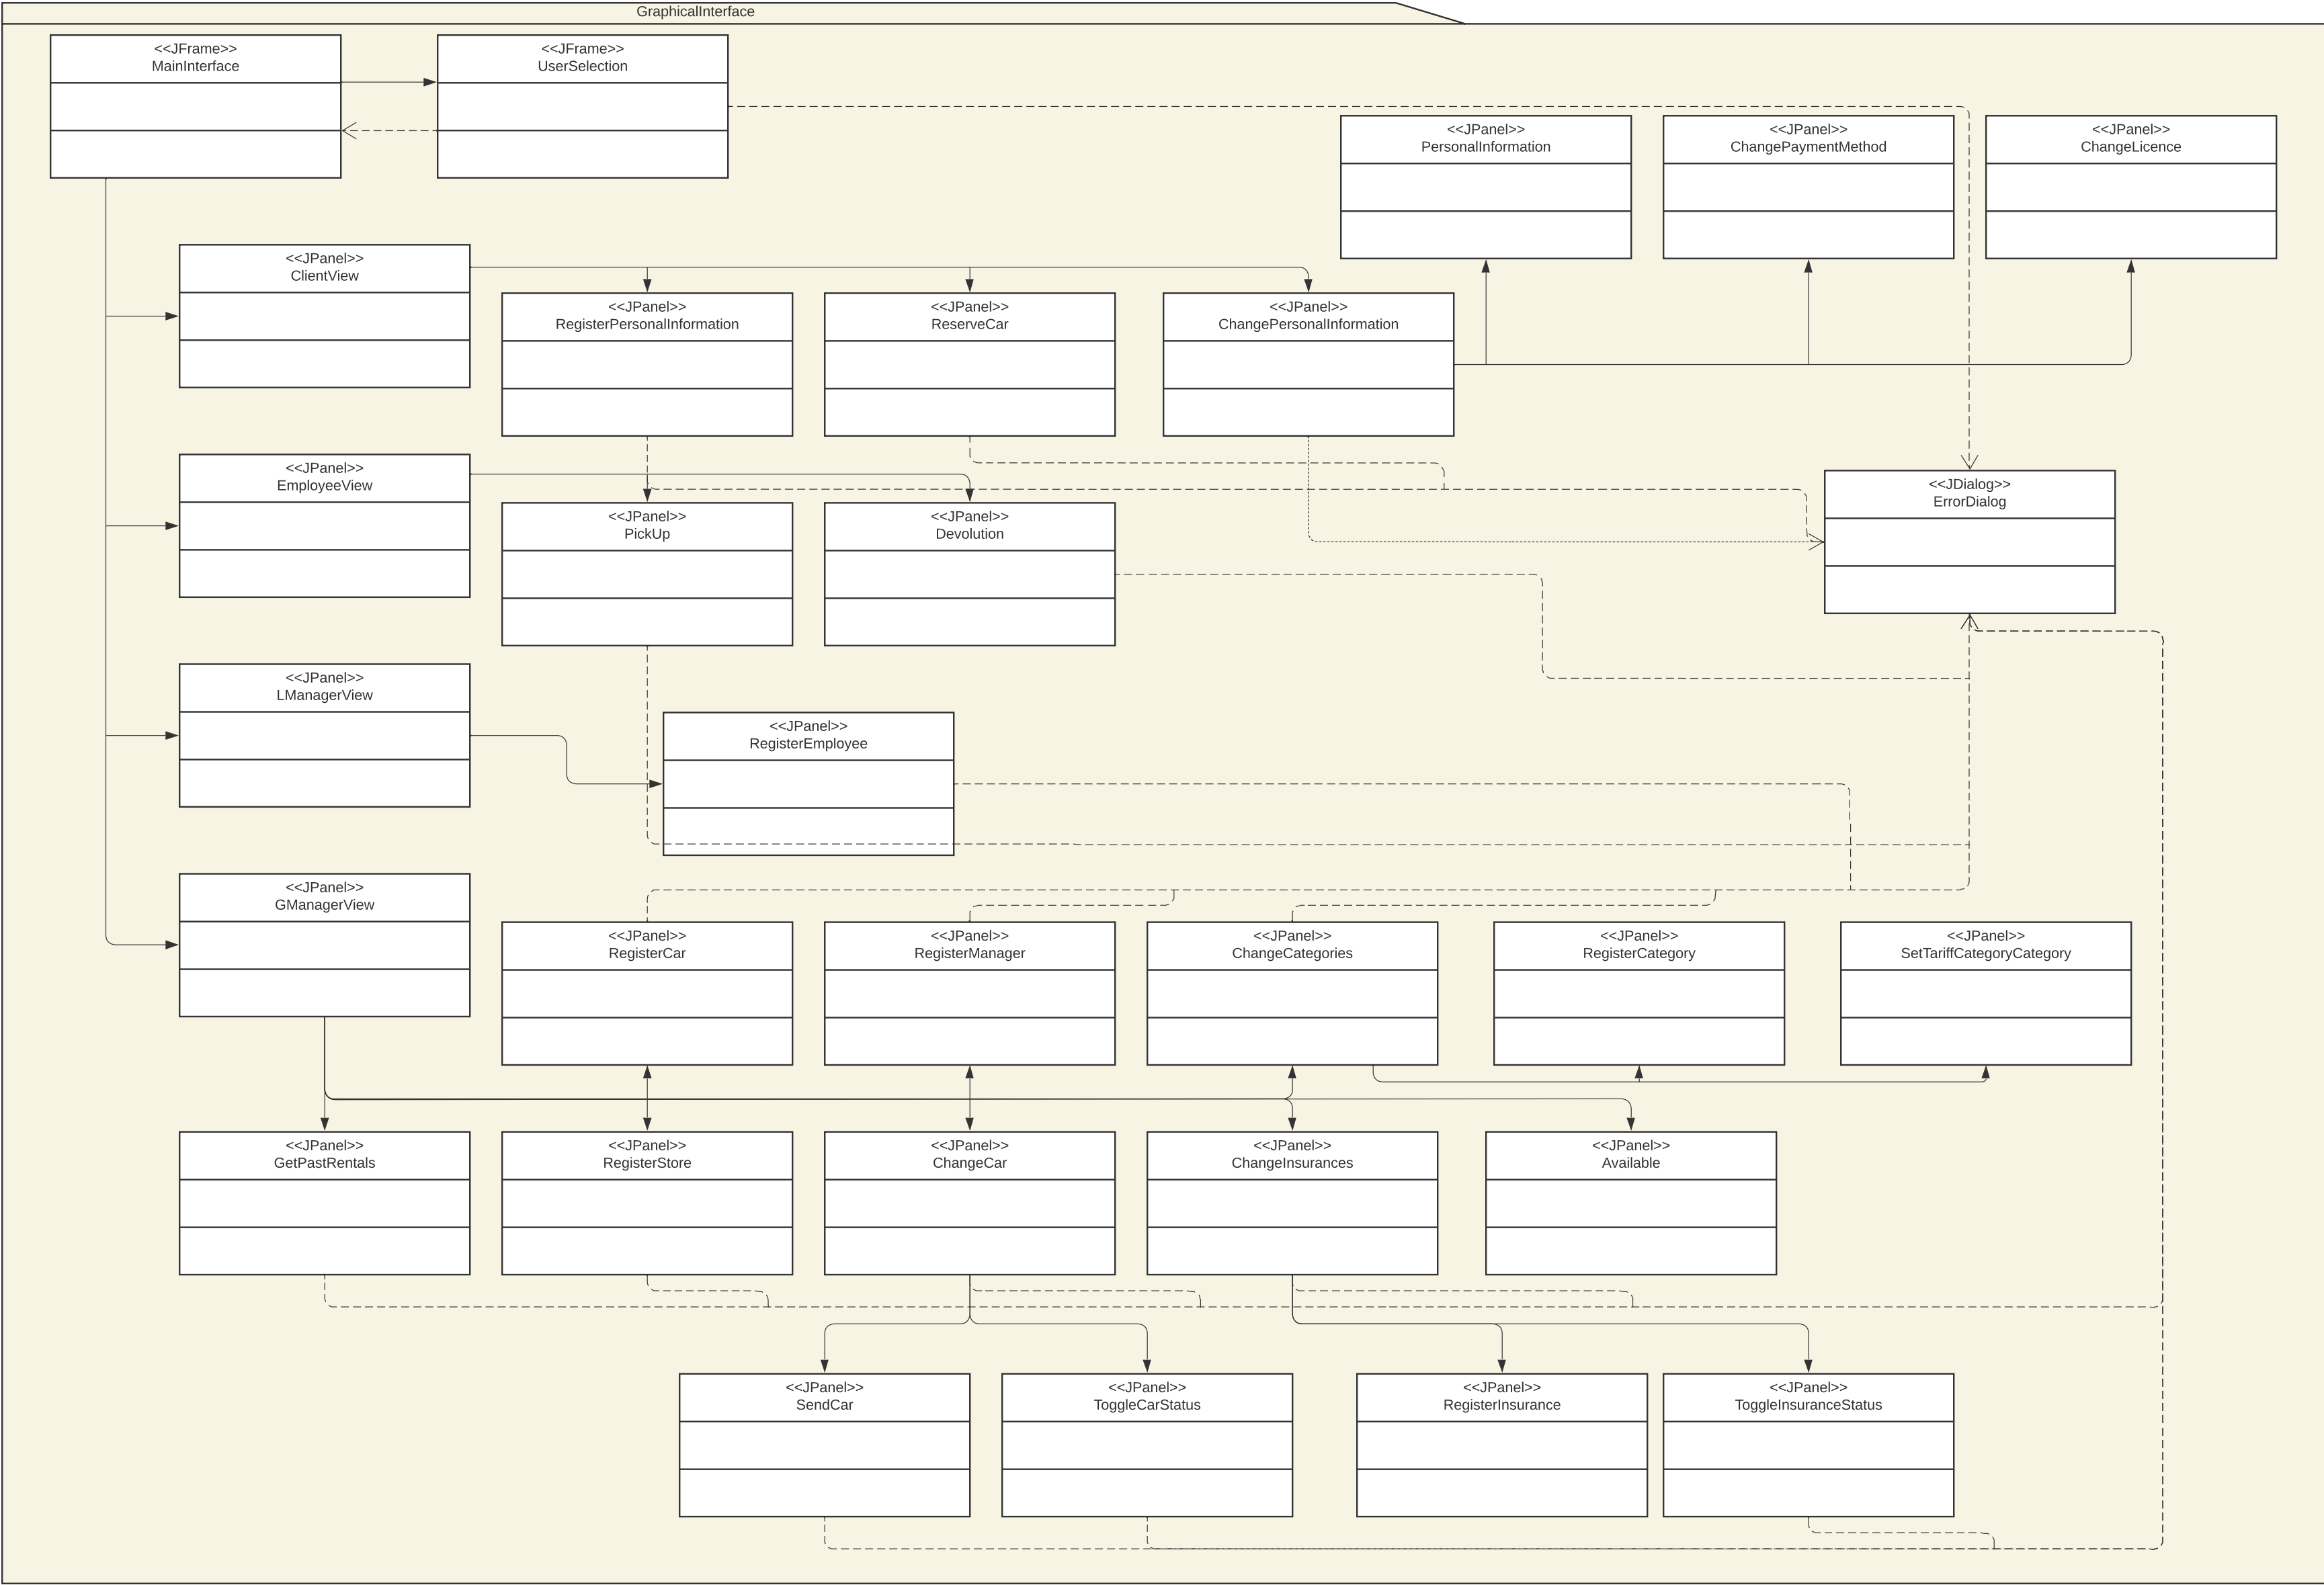 GraphicalInterface
<<JFrame>>
MainInterface
<<JFrame>>
UserSelection
<<JPanel>>
PersonalInformation
<<JPanel>>
ChangePaymentMethod
<<JPanel>>
ChangeLicence
<<JPanel>>
ClientView
<<JPanel>>
RegisterPersonalInformation
<<JPanel>>
ReserveCar
<<JPanel>>
ChangePersonalInformation
<<JPanel>>
EmployeeView
<<JDialog>>
ErrorDialog
<<JPanel>>
PickUp
<<JPanel>>
Devolution
<<JPanel>>
LManagerView
<<JPanel>>
RegisterEmployee
<<JPanel>>
GManagerView
<<JPanel>>
RegisterCar
<<JPanel>>
RegisterManager
<<JPanel>>
ChangeCategories
<<JPanel>>
RegisterCategory
<<JPanel>>
SetTariffCategoryCategory
<<JPanel>>
GetPastRentals
<<JPanel>>
RegisterStore
<<JPanel>>
ChangeCar
<<JPanel>>
ChangeInsurances
<<JPanel>>
Available
<<JPanel>>
SendCar
<<JPanel>>
ToggleCarStatus
<<JPanel>>
RegisterInsurance
<<JPanel>>
ToggleInsuranceStatus